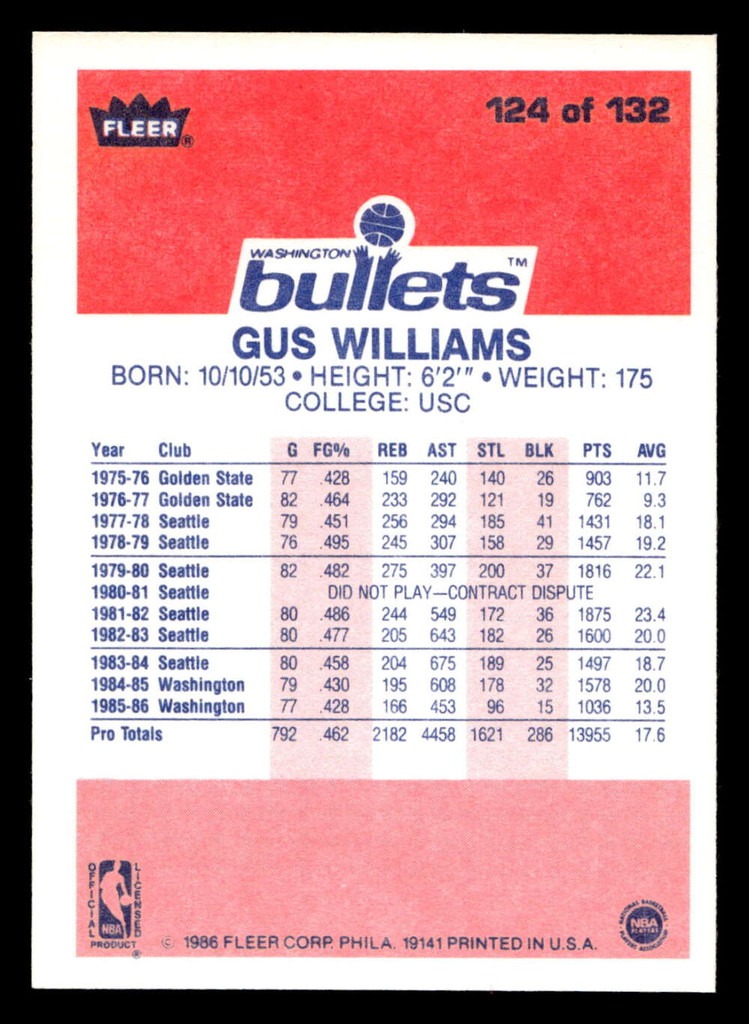 FLEER®
124 of 132
WASHINGTON
bullets™
GUS WILLIAMS
BORN: 10/10/53 • HEIGHT: 6'2'" • WEIGHT: 175
COLLEGE: USC
Year Club G FG% REB AST STL BLK PTS AVG
1975-76 Golden State 77 .428 159 240 140 26 903 11.7
1976-77 Golden State 82 .464 233 292 121 19 762 9.3
1977-78 Seattle 79 .451 256 294 185 41 1431 18.1
1978-79 Seattle 76 .495 245 307 158 29 1457 19.2
1979-80 Seattle 82 .482 275 397 200 37 1816 22.1
1980-81 Seattle DID NOT PLAY—CONTRACT DISPUTE
1981-82 Seattle 80 .486 244 549 172 36 1875 23.4
1982-83 Seattle 80 .477 205 643 182 26 1600 20.0
1983-84 Seattle 80 .458 204 675 189 25 1497 18.7
1984-85 Washington 79 .430 195 608 178 32 1578 20.0
1985-86 Washington 77 .428 166 453 96 15 1036 13.5
Pro Totals 792 .462 2182 4458 1621 286 13955 17.6
OFFICIAL LICENSED
NBA
PRODUCT ®
© 1986 FLEER CORP. PHILA. 19141 PRINTED IN U.S.A.
NATIONAL BASKETBALL
NBA
PLAYERS
PLAYERS ASSOCIATION